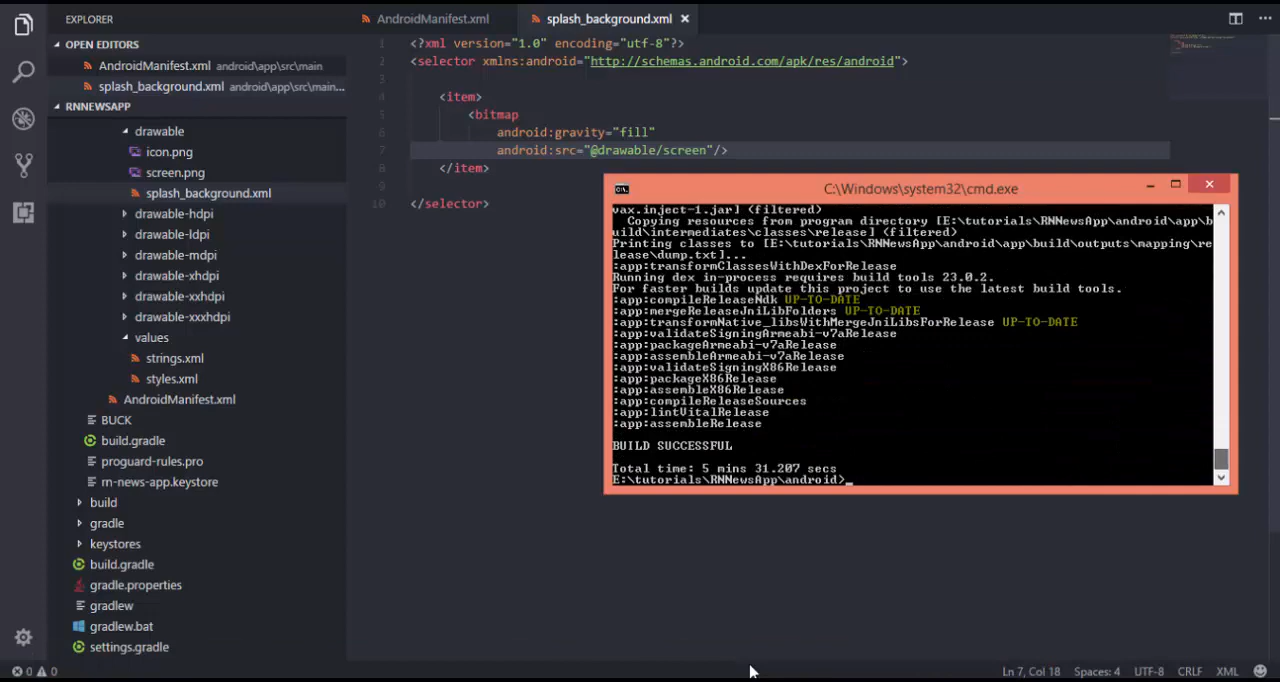 EXPLORER
OPEN EDITORS
AndroidManifest.xml android\app\src\main
splash_background.xml android\app\src\main...
RNNEWSAPP
drawable
icon.png
screen.png
splash_background.xml
drawable-hdpi
drawable-ldpi
drawable-mdpi
drawable-xhdpi
drawable-xxhdpi
drawable-xxxhdpi
values
strings.xml
styles.xml
AndroidManifest.xml
BUCK
build.gradle
proguard-rules.pro
rn-news-app.keystore
build
gradle
keystores
build.gradle
gradle.properties
gradlew
gradlew.bat
settings.gradle
AndroidManifest.xml
splash_background.xml
1 <?xml version="1.0" encoding="utf-8"?>
2 <selector xmlns:android="http://schemas.android.com/apk/res/android">
3
4 <item>
5 <bitmap
6 android:gravity="fill"
7 android:src="@drawable/screen"/>
8 </item>
9
10 </selector>
C:\Windows\system32\cmd.exe
vax.inject-1.jar] (filtered)
Copying resources from program directory [E:\tutorials\RNNewsApp\android\app\b
uild\intermediates\classes\release] (filtered)
Printing classes to [E:\tutorials\RNNewsApp\android\app\build\outputs\mapping\re
lease\dump.txt]...
:app:transformClassesWithDexForRelease
Running dex in-process requires build tools 23.0.2.
For faster builds update this project to use the latest build tools.
:app:compileReleaseNdk UP-TO-DATE
:app:mergeReleaseJniLibFolders UP-TO-DATE
:app:transformNative_libsWithMergeJniLibsForRelease UP-TO-DATE
:app:validateSigningArmeabi-v7aRelease
:app:packageArmeabi-v7aRelease
:app:assembleArmeabi-v7aRelease
:app:validateSigningX86Release
:app:packageX86Release
:app:assembleX86Release
:app:compileReleaseSources
:app:lintVitalRelease
:app:assembleRelease
BUILD SUCCESSFUL
Total time: 5 mins 31.207 secs
E:\tutorials\RNNewsApp\android>_
0 0
Ln 7, Col 18 Spaces: 4 UTF-8 CRLF XML